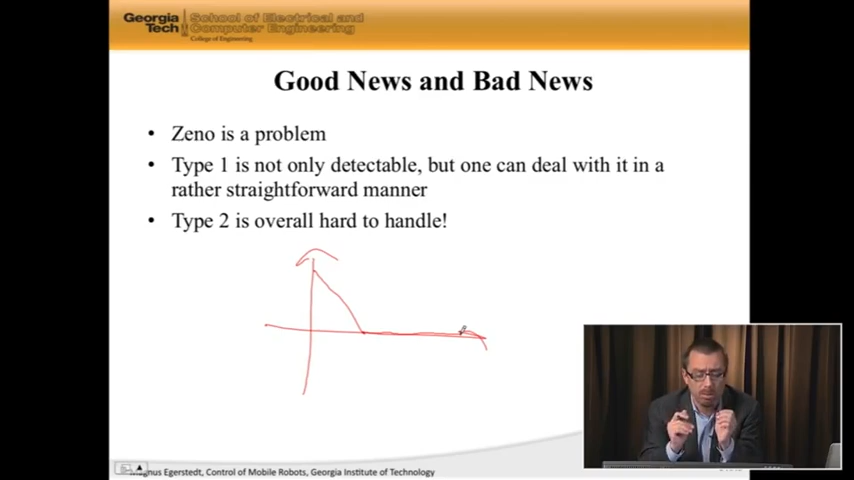 Georgia Tech
School of Electrical and
Computer Engineering
College of Engineering
Good News and Bad News
• Zeno is a problem
• Type 1 is not only detectable, but one can deal with it in a
rather straightforward manner
• Type 2 is overall hard to handle!
Magnus Egerstedt, Control of Mobile Robots, Georgia Institute of Technology